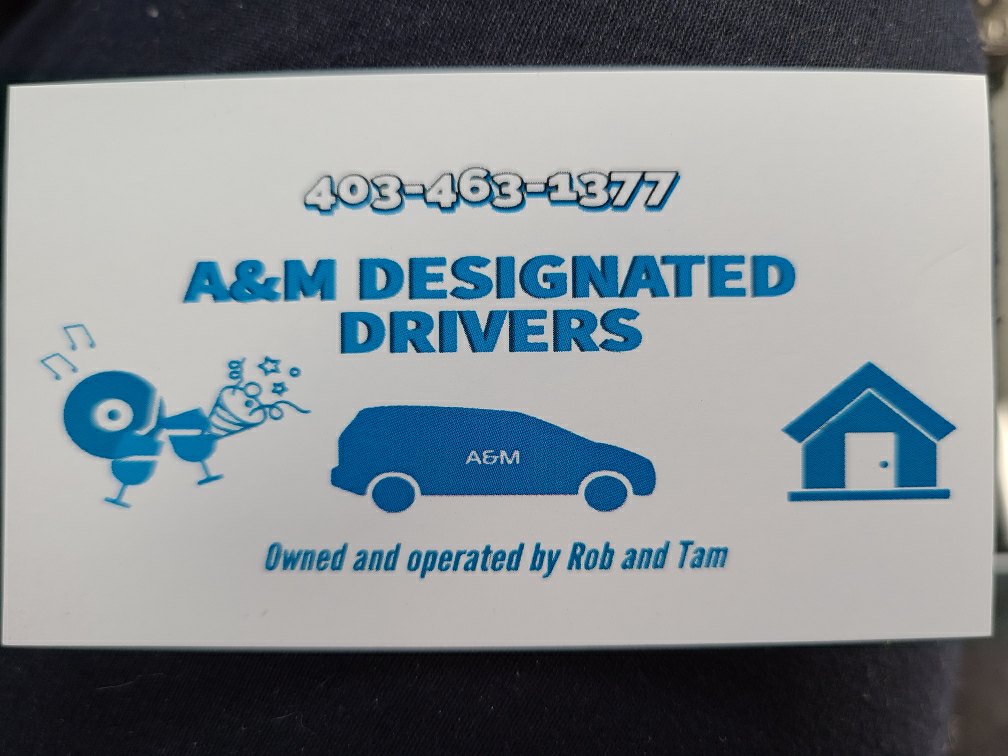 403-463-1377
A&M DESIGNATED
DRIVERS
A&M
Owned and operated by Rob and Tam